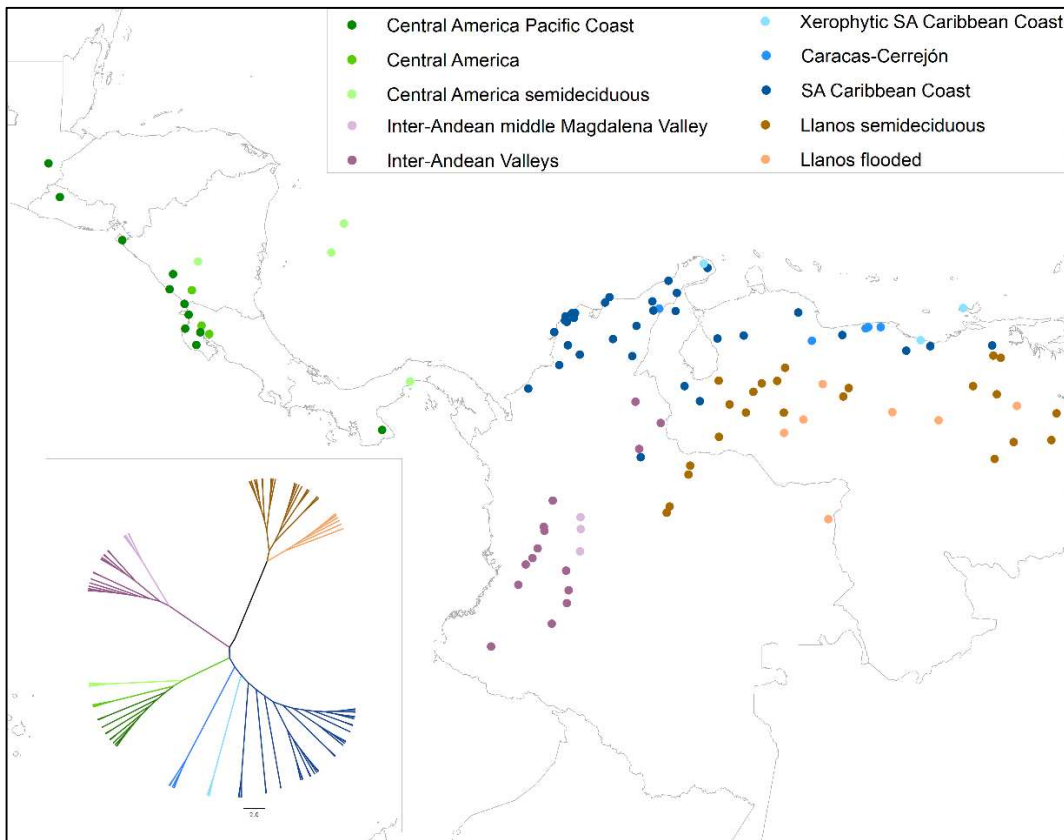 Central America Pacific Coast
Central America
Central America semideciduous
Inter-Andean middle Magdalena Valley
Inter-Andean Valleys
Xerophytic SA Caribbean Coast
Caracas-Cerrejón
SA Caribbean Coast
Llanos semideciduous
Llanos flooded